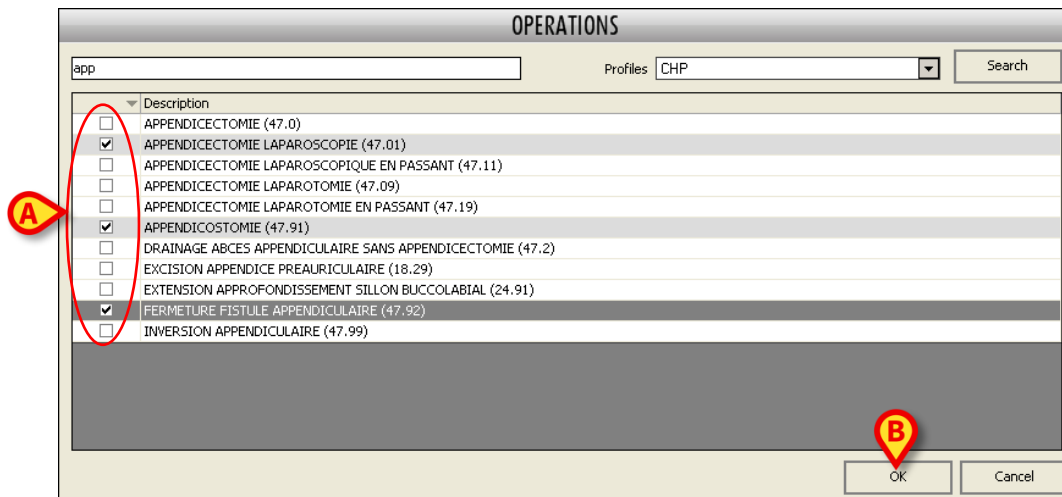 OPERATIONS
app Profiles CHP Search
Description
APPENDICECTOMIE (47.0)
APPENDICECTOMIE LAPAROSCOPIE (47.01)
APPENDICECTOMIE LAPAROSCOPIQUE EN PASSANT (47.11)
APPENDICECTOMIE LAPAROTOMIE (47.09)
APPENDICECTOMIE LAPAROTOMIE EN PASSANT (47.19)
A
APPENDICOSTOMIE (47.91)
DRAINAGE ABCES APPENDICULAIRE SANS APPENDICECTOMIE (47.2)
EXCISION APPENDICE PREAURICULAIRE (18.29)
EXTENSION APPROFONDISSEMENT SILLON BUCCOLABIAL (24.91)
FERMETURE FISTULE APPENDICULAIRE (47.92)
INVERSION APPENDICULAIRE (47.99)
B
OK Cancel